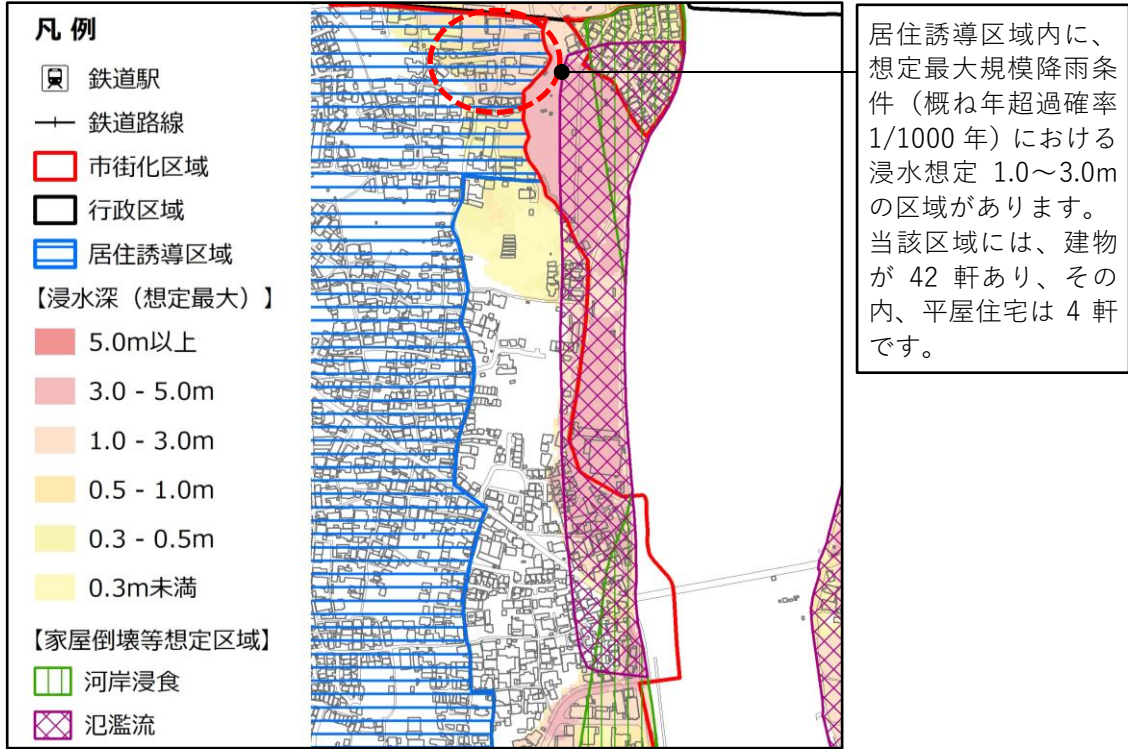 凡 例
鉄道駅
鉄道路線
市街化区域
行政区域
居住誘導区域
【浸水深（想定最大）】
5.0m以上
3.0 - 5.0m
1.0 - 3.0m
0.5 - 1.0m
0.3 - 0.5m
0.3m未満
【家屋倒壊等想定区域】
河岸浸食
氾濫流
居住誘導区域内に、
想定最大規模降雨条
件（概ね年超過確率
1/1000 年）における
浸水想定 1.0～3.0m
の区域があります。
当該区域には、建物
が 42 軒あり、その
内、平屋住宅は 4 軒
です。